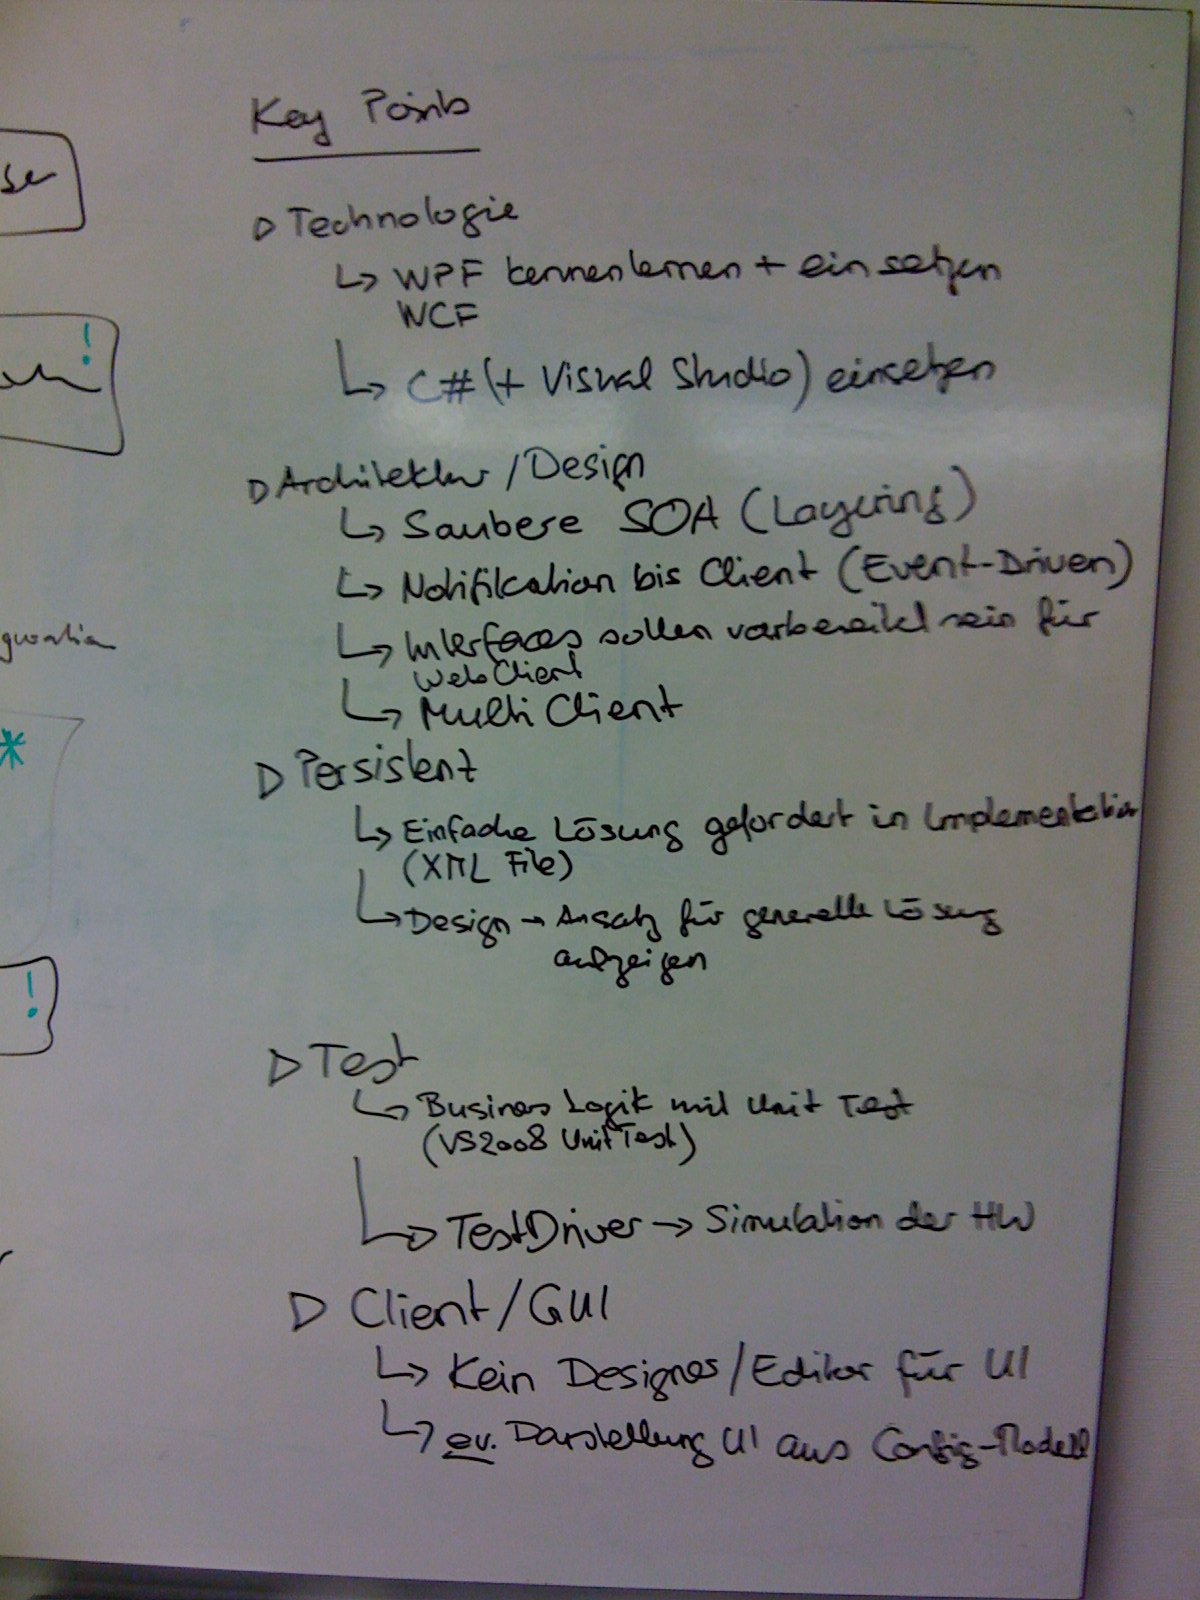 Key Points
Technologie
WPF kennenlernen + einsetzen
WCF
C# (+ Visual Studio) einsetzen
Architektur / Design
Saubere SOA (Layering)
Notifikation bis Client (Event-Driven)
Interfaces sollen vorbereitet sein für
WebClient
Multi Client
Persistent
Einfache Lösung gefordert in Implementation
(XML File)
Design → Ansatz für generelle Lösung
aufzeigen
Test
Business Logik mit Unit Test
(VS2008 UnitTest)
TestDriver → Simulation der HW
Client/GUI
Kein Designer/Editor für UI
ev. Darstellung UI aus Config-Modell
!
*
!